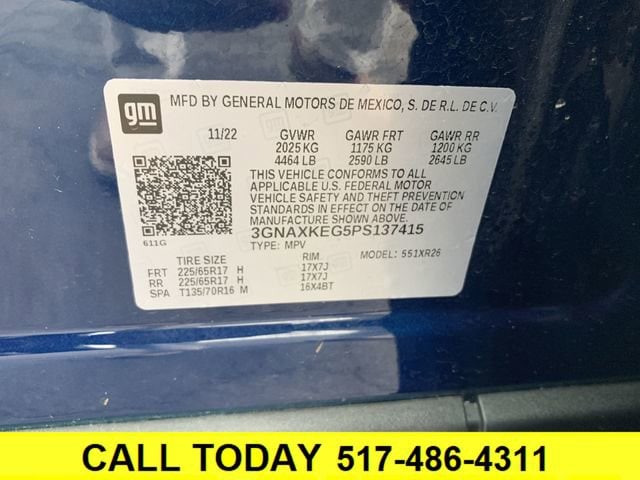 gm MFD BY GENERAL MOTORS DE MEXICO, S. DE R.L. DE C.V.
11/22 GVWR GAWR FRT GAWR RR
2025 KG 1175 KG 1200 KG
4464 LB 2590 LB 2645 LB
THIS VEHICLE CONFORMS TO ALL
APPLICABLE U.S. FEDERAL MOTOR
VEHICLE SAFETY AND THEFT PREVENTION
STANDARDS IN EFFECT ON THE DATE OF
MANUFACTURE SHOWN ABOVE.
611G 3GNAXKEG5PS137415
TYPE: MPV MODEL: 551XR26
TIRE SIZE RIM
FRT 225/65R17 H 17X7J
RR 225/65R17 H 17X7J
SPA T135/70R16 M 16X4BT
CALL TODAY 517-486-4311